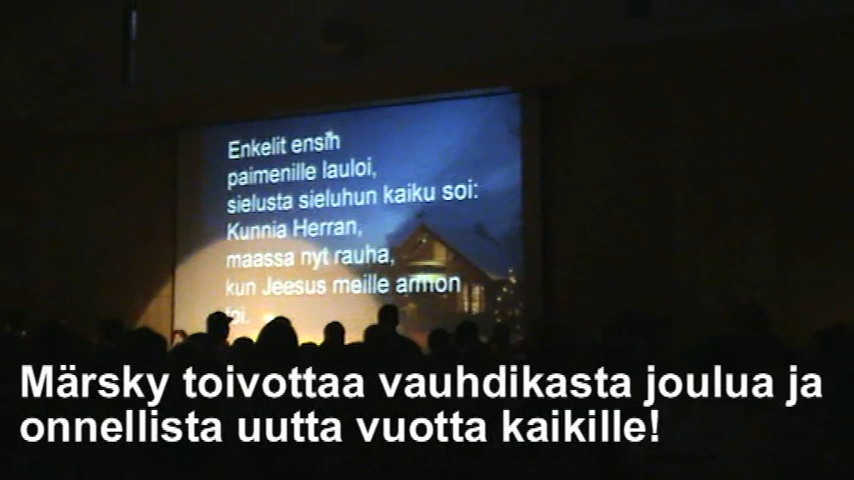 Enkelit ensin
paimenille lauloi,
sielusta sieluhun kaiku soi:
Kunnia Herran,
maassa nyt rauha,
kun Jeesus meille armon
loi.
Märsky toivottaa vauhdikasta joulua ja
onnellista uutta vuotta kaikille!